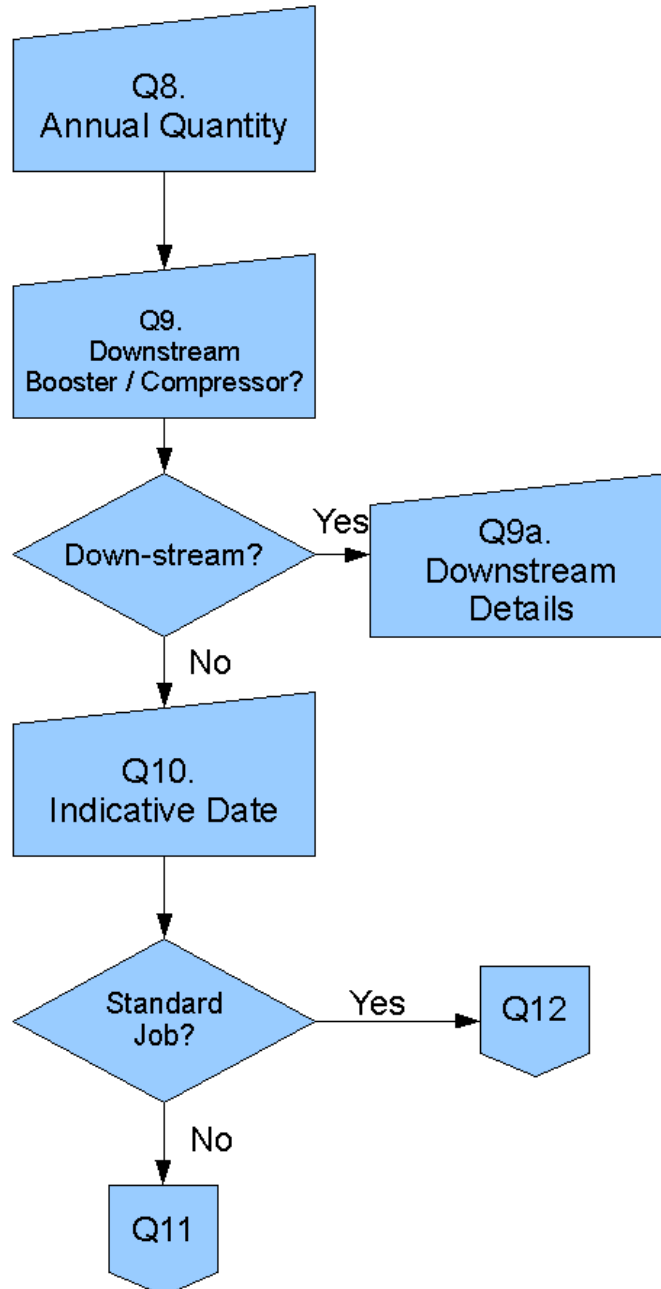 Q8.
Annual Quantity
Q9.
Downstream
Booster / Compressor?
Down-stream?
Yes
Q9a.
Downstream
Details
No
Q10.
Indicative Date
Standard
Job?
Yes
Q12
No
Q11